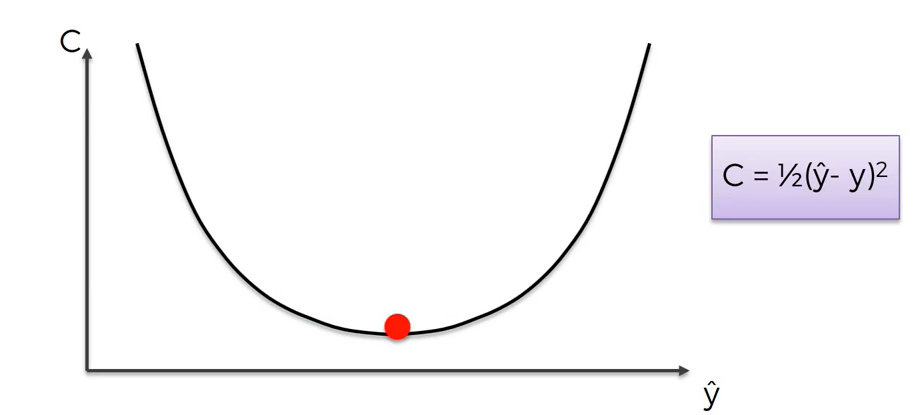 C
C = ½(ŷ- y)²
ŷ